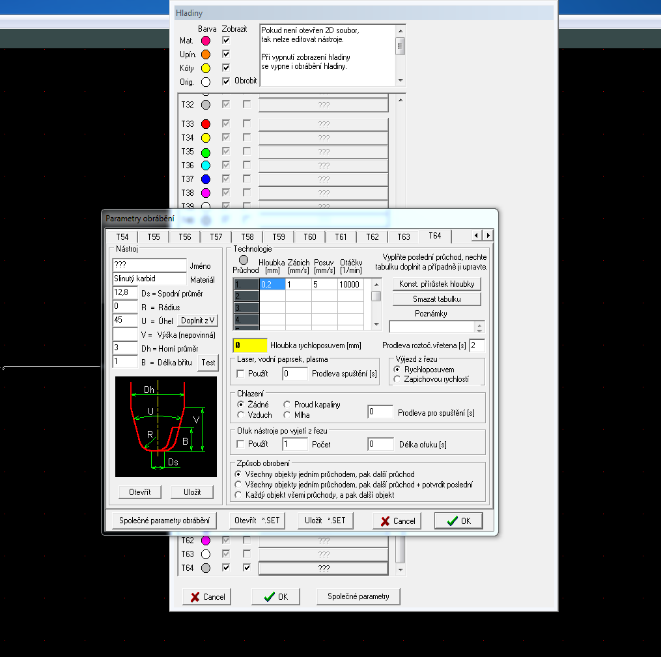 Hladiny
Barva Zobrazit
Mat.
Upín.
Kóty
Orig. Obrobit
Pokud není otevřen 2D soubor,
tak nelze editovat nástroje.
Při vypnutí zobrazení hladiny
se vypne i obrábění hladiny.
T32 ???
T33 ???
T34 ???
T35 ???
T36 ???
T37 ???
T38 ???
T39 ???
Parametry obrábění
T54 T55 T56 T57 T58 T59 T60 T61 T62 T63 T64
Nástroj
??? Jméno
Slinutý karbid Materiál
12,8 Ds = Spodní průměr
0 R = Rádius
45 U = Úhel Doplnit z V
V = Výška (nepovinná)
3 Dh = Horní průměr
1 B = Délka břitu Test
Dh
U
V
R
B
Ds
Otevřít Uložit
Technologie
Průchod Hloubka [mm] Zápich [mm/s] Posuv [mm/s] Otáčky [1/min]
1 0.2 1 5 10000
2
3
4
Vyplňte poslední průchod, nechte
tabulku doplnit a případně ji upravte.
Konst. přírůstek hloubky
Smazat tabulku
Poznámky
0 Hloubka rychloposuvem [mm]
Prodleva roztoč.vřetena [s] 2
Laser, vodní paprsek, plasma
Použít 0 Prodleva spuštění [s]
Výjezd z řezu
Rychloposuvem
Zápichovou rychlostí
Chlazení
Žádné Proud kapaliny
Vzduch Mlha
0 Prodleva pro spuštění [s]
Ofuk nástroje po vyjetí z řezu
Použít 1 Počet 0 Délka ofuku [s]
Způsob obrobení
Všechny objekty jedním průchodem, pak další průchod
Všechny objekty jedním průchodem, pak další průchod + potvrdit poslední
Každý objekt všemi průchody, a pak další objekt
Společné parametry obrábění Otevřít *.SET Uložit *.SET Cancel OK
T62 ???
T63 ???
T64 ???
Cancel OK Společné parametry